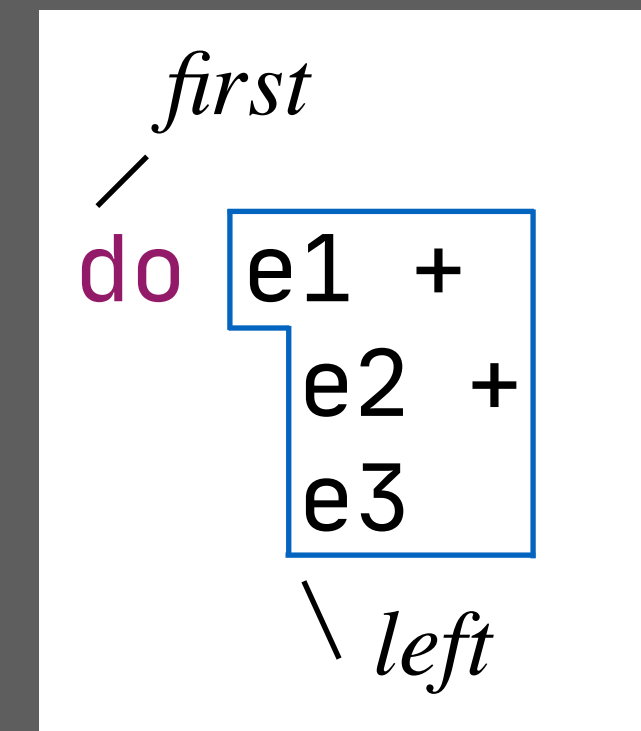 first
do e1 +
e2 +
e3
left